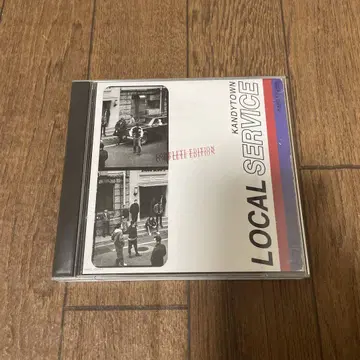 KANDYTOWN
LOCAL SERVICE
COMPLETE EDITION